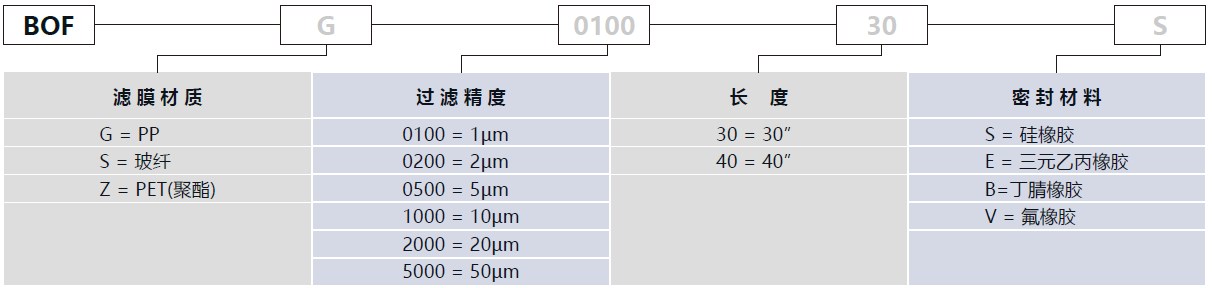 BOF G 0100 30 S
滤膜材质 过滤精度 长 度 密封材料
G = PP 0100 = 1μm 30 = 30″ S = 硅橡胶
S = 玻纤 0200 = 2μm 40 = 40″ E = 三元乙丙橡胶
Z = PET(聚酯) 0500 = 5μm B=丁腈橡胶
1000 = 10μm V = 氟橡胶
2000 = 20μm
5000 = 50μm